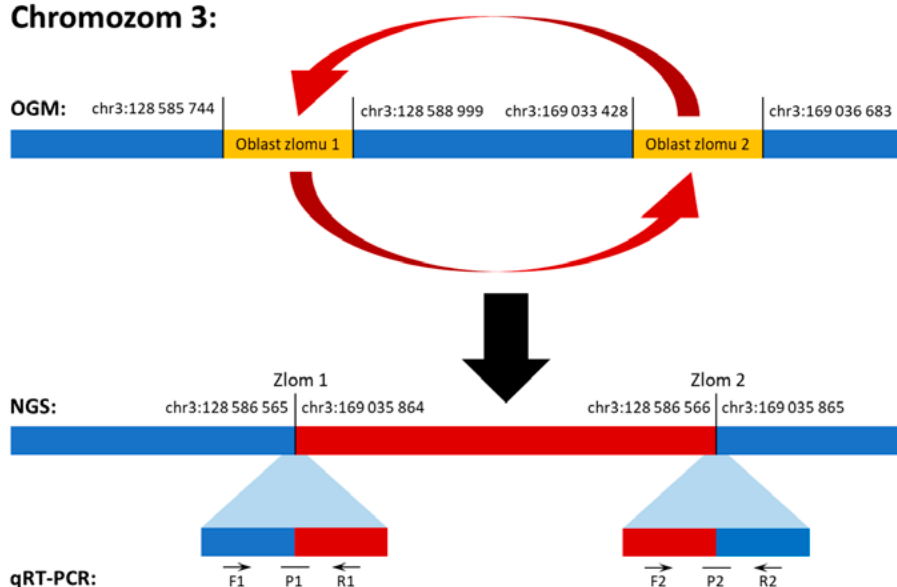 Chromozom 3:
OGM: chr3:128 585 744 chr3:128 588 999 chr3:169 033 428 chr3:169 036 683
Oblast zlomu 1 Oblast zlomu 2
Zlom 1 Zlom 2
NGS: chr3:128 586 565 chr3:169 035 864 chr3:128 586 566 chr3:169 035 865
qRT-PCR: F1 P1 R1 F2 P2 R2